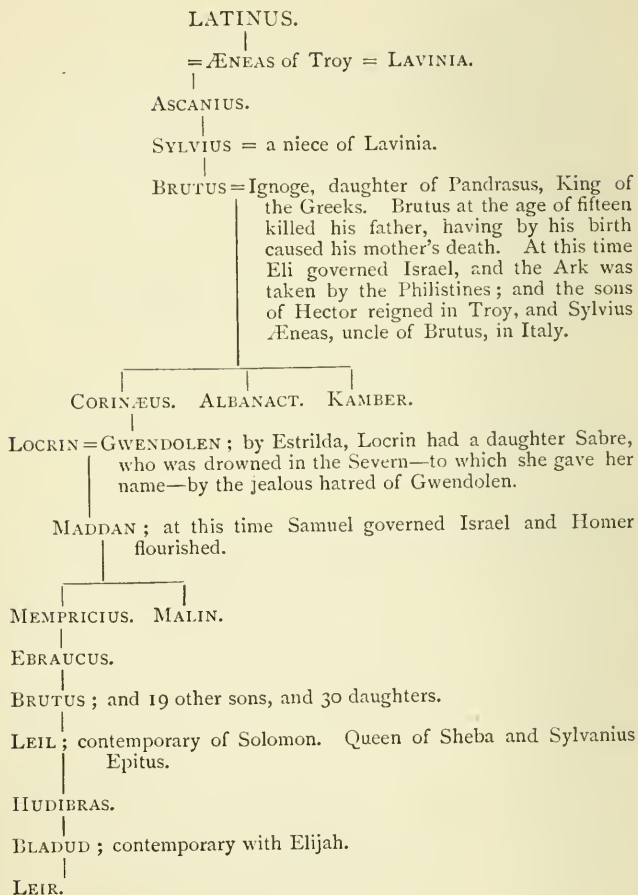 LATINUS.
= ÆNEAS of Troy = LAVINIA.
ASCANIUS.
SYLVIUS = a niece of Lavinia.
BRUTUS = Ignoge, daughter of Pandrasus, King of
the Greeks. Brutus at the age of fifteen
killed his father, having by his birth
caused his mother's death. At this time
Eli governed Israel, and the Ark was
taken by the Philistines; and the sons
of Hector reigned in Troy, and Sylvius
Æneas, uncle of Brutus, in Italy.
CORINÆUS. ALBANACT. KAMBER.
LOCRIN = GWENDOLEN; by Estrilda, Locrin had a daughter Sabre,
who was drowned in the Severn—to which she gave her
name—by the jealous hatred of Gwendolen.
MADDAN; at this time Samuel governed Israel and Homer
flourished.
MEMPRICIUS. MALIN.
EBRAUCUS.
BRUTUS; and 19 other sons, and 30 daughters.
LEIL; contemporary of Solomon. Queen of Sheba and Sylvanius
Epitus.
HUDIBRAS.
BLADUD; contemporary with Elijah.
LEIR.